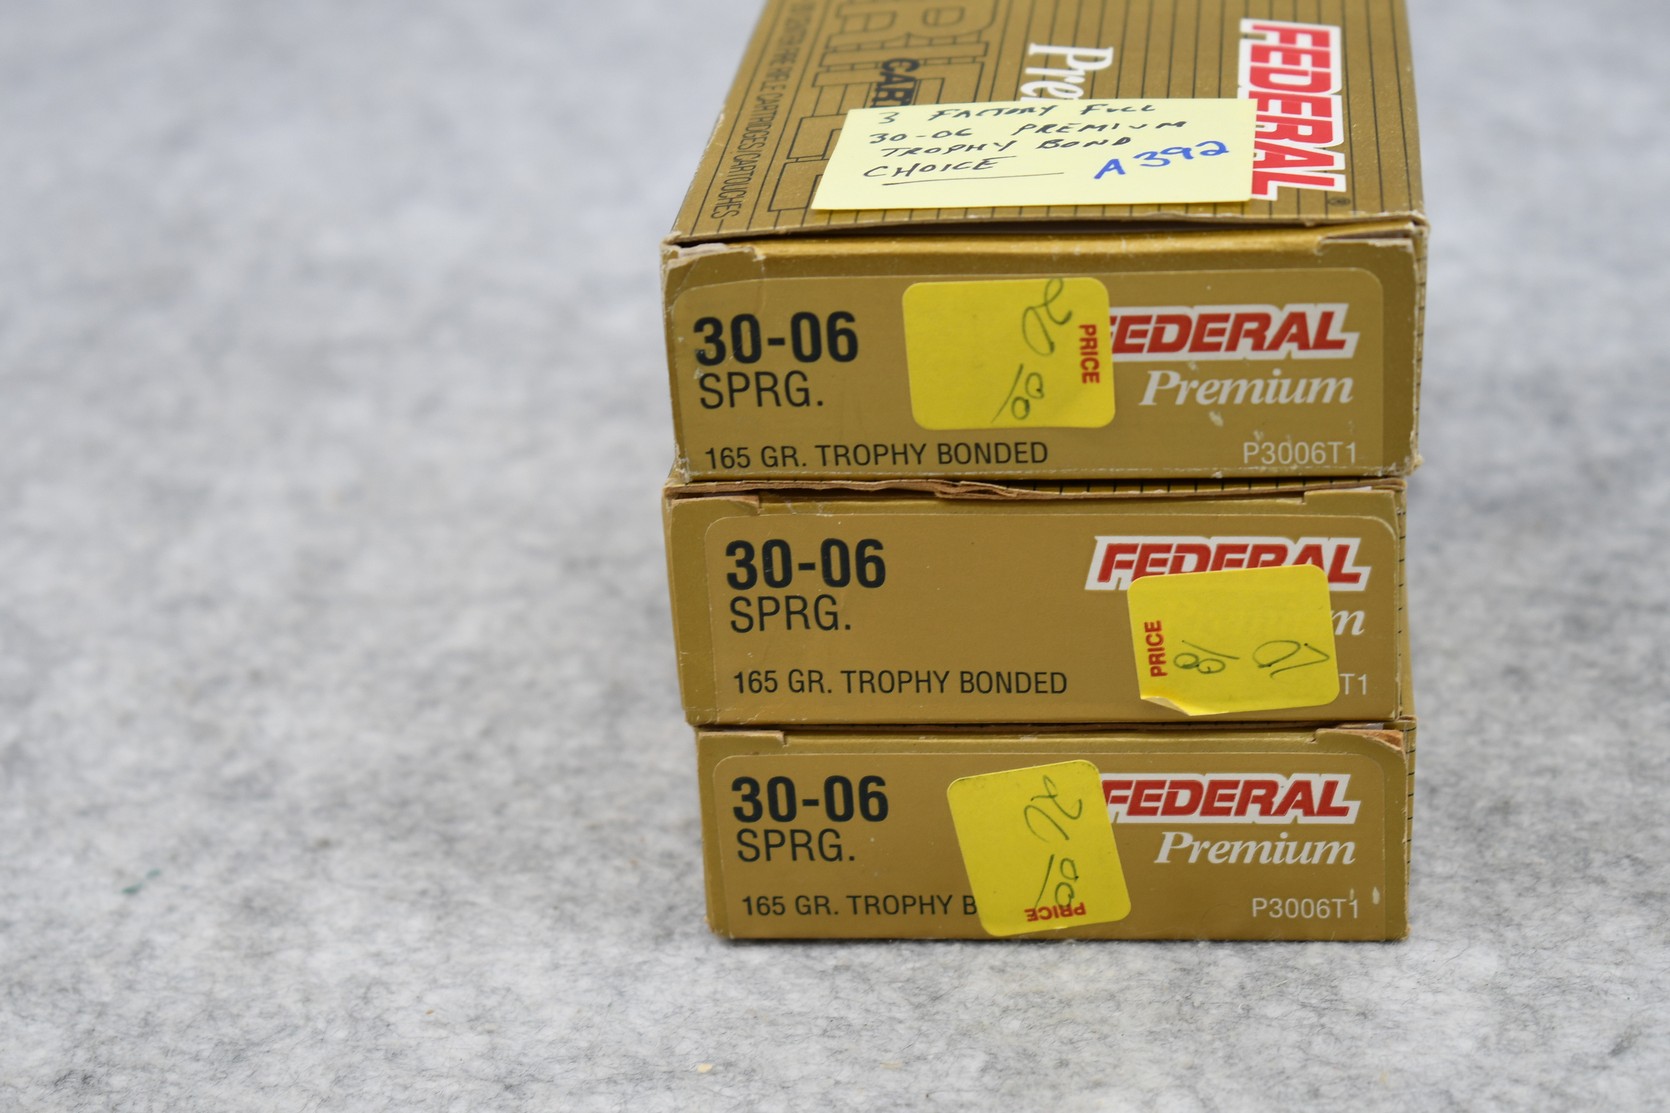 FEDERAL
Pre
CART
3 FACTORY FULL
30-06 PREMIUM
TROPHY BOND
CHOICE A392
30-06
SPRG.
165 GR. TROPHY BONDED
PRICE
FEDERAL
Premium
P3006T1
30-06
SPRG.
165 GR. TROPHY BONDED
FEDERAL
PRICE
m
T1
30-06
SPRG.
165 GR. TROPHY B
PRICE
FEDERAL
Premium
P3006T1